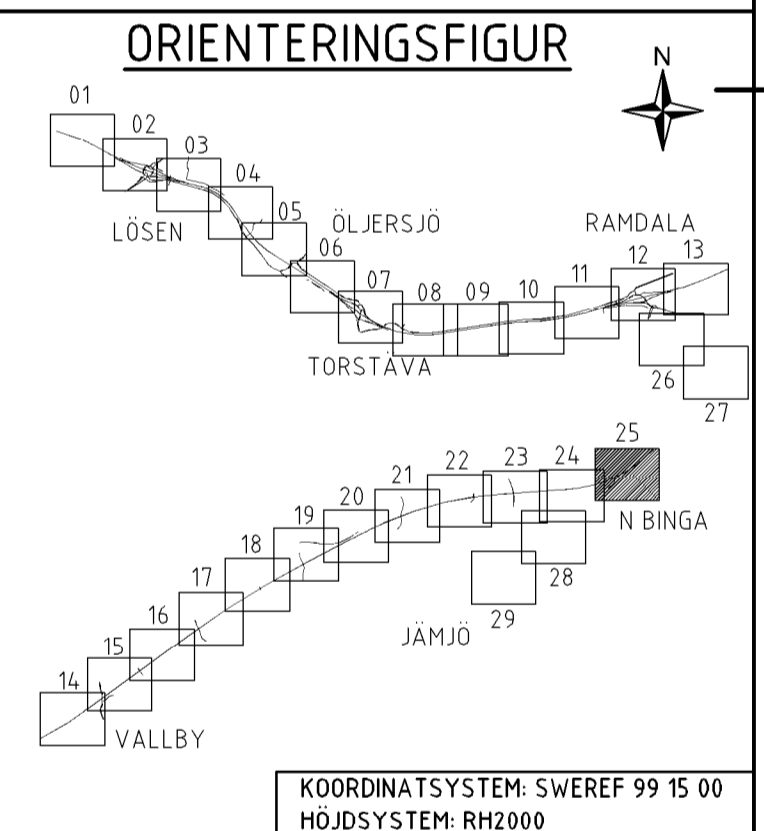 ORIENTERINGSFIGUR
N
01
02
03
04
LÖSEN
05
ÖLJERSJÖ
RAMDALA
06
07
08
09
10
11
12
13
TORSTÄVA
26
27
25
24
23
22
21
20
19
18
17
16
15
14
N BINGA
28
29
JÄMJÖ
VALLBY
KOORDINATSYSTEM: SWEREF 99 15 00
HÖJDSYSTEM: RH2000